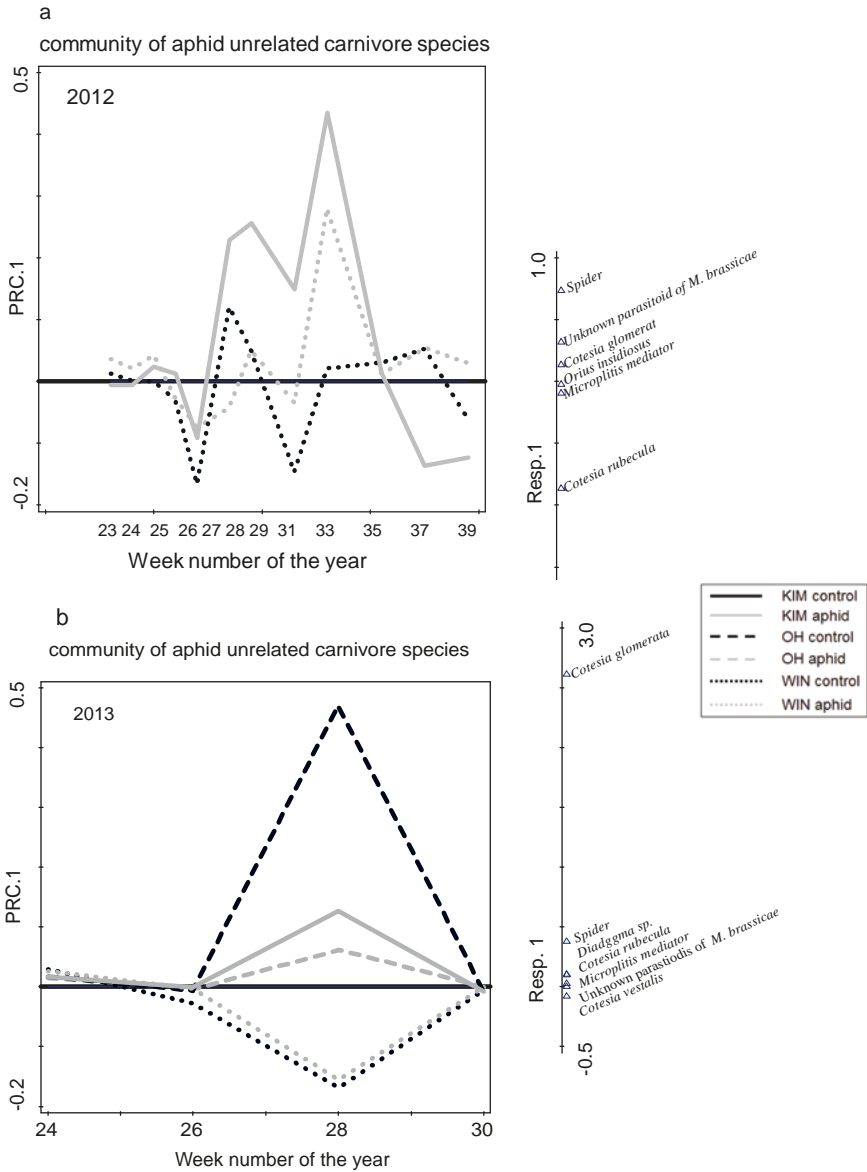 a
community of aphid unrelated carnivore species
0.5
2012
PRC.1
-0.2
23 24 25 26 27 28 29 31 33 35 37 39
Week number of the year
1.0
Spider
Unknown parasitoid of M. brassicae
Cotesia glomerat
Orius insidiosus
Microplitis mediator
Cotesia rubecula
Resp.1
KIM control
KIM aphid
OH control
OH aphid
WIN control
WIN aphid
b
community of aphid unrelated carnivore species
0.5
2013
PRC.1
-0.2
24 26 28 30
Week number of the year
3.0
Cotesia glomerata
Spider
Diadggma sp.
Cotesia rubecula
Microplitis mediator
Unknown parastiodis of M. brassicae
Cotesia vestalis
Resp. 1
-0.5